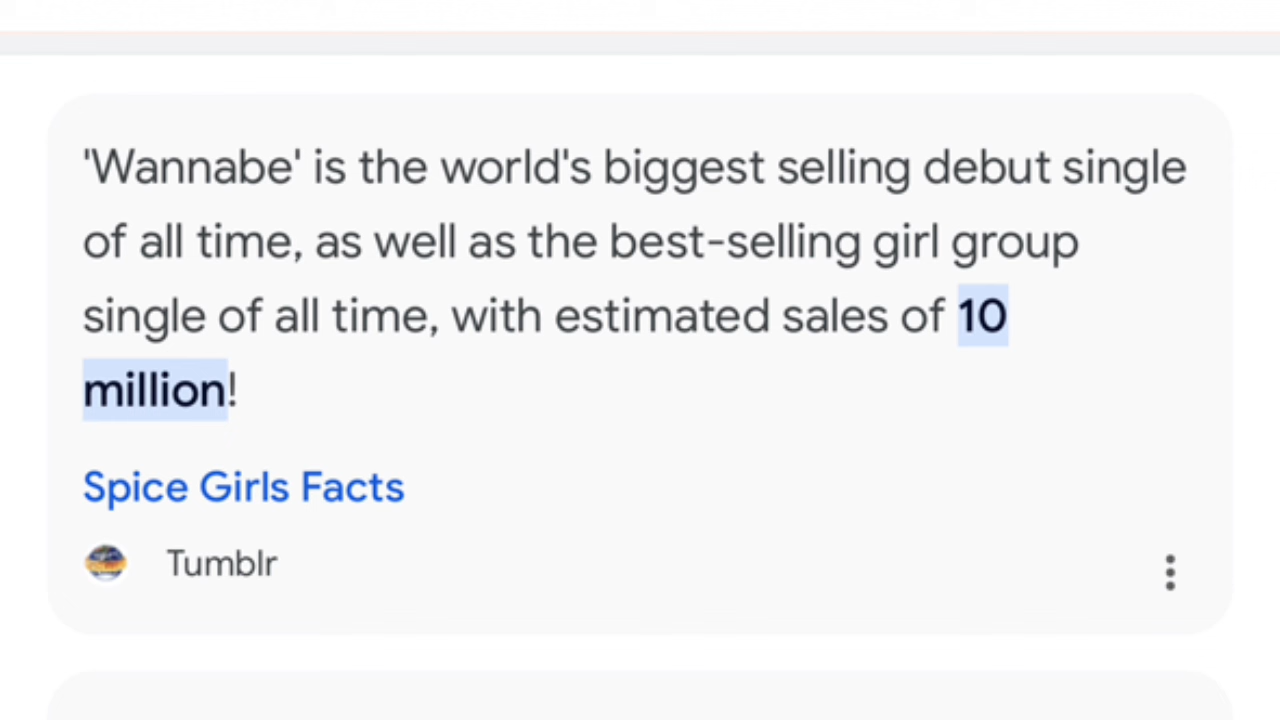 'Wannabe' is the world's biggest selling debut single
of all time, as well as the best-selling girl group
single of all time, with estimated sales of 10
million!
Spice Girls Facts
Tumblr